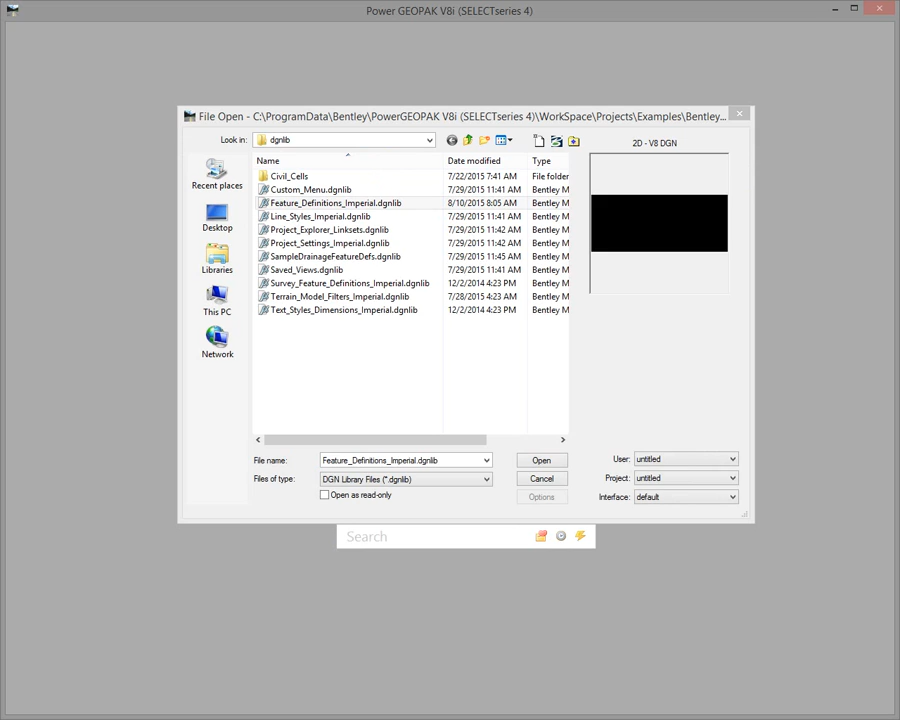 Power GEOPAK V8i (SELECTseries 4)
File Open - C:\ProgramData\Bentley\PowerGEOPAK V8i (SELECTseries 4)\WorkSpace\Projects\Examples\Bentley...
Look in: dgnlib
2D - V8 DGN
Name Date modified Type
Recent places
Desktop
Libraries
This PC
Network
Civil_Cells 7/22/2015 7:41 AM File folder
Custom_Menu.dgnlib 7/29/2015 11:41 AM Bentley M
Feature_Definitions_Imperial.dgnlib 8/10/2015 8:05 AM Bentley M
Line_Styles_Imperial.dgnlib 7/29/2015 11:41 AM Bentley M
Project_Explorer_Linksets.dgnlib 7/29/2015 11:42 AM Bentley M
Project_Settings_Imperial.dgnlib 7/29/2015 11:42 AM Bentley M
SampleDrainageFeatureDefs.dgnlib 7/29/2015 11:45 AM Bentley M
Saved_Views.dgnlib 7/29/2015 11:41 AM Bentley M
Survey_Feature_Definitions_Imperial.dgnlib 12/2/2014 4:23 PM Bentley M
Terrain_Model_Filters_Imperial.dgnlib 7/28/2015 4:23 AM Bentley M
Text_Styles_Dimensions_Imperial.dgnlib 12/2/2014 4:23 PM Bentley M
File name: Feature_Definitions_Imperial.dgnlib Open
Files of type: DGN Library Files (*.dgnlib) Cancel
Open as read-only Options
User: untitled
Project: untitled
Interface: default
Search